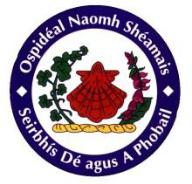 Ospidéal Naomh Shéamais
Seirbhís Dé agus A Phobail